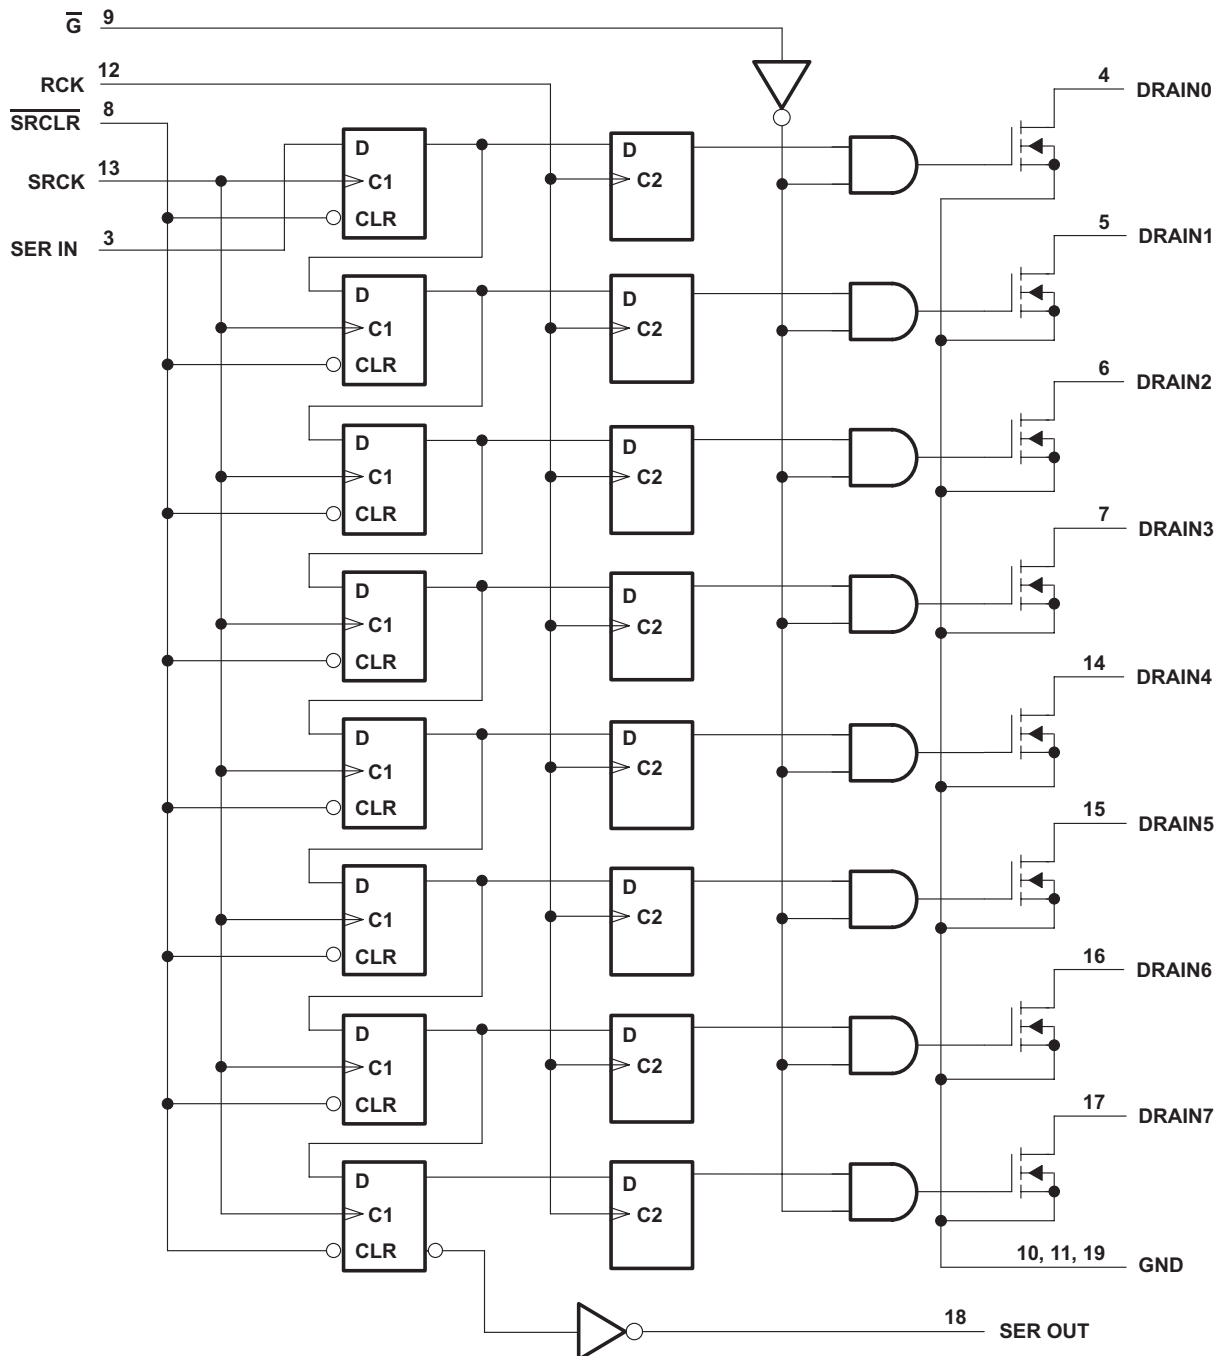 G̅ 9
RCK 12
S̅R̅C̅L̅R̅ 8
SRCK 13
SER IN 3
4 DRAIN0
D
C1
CLR
D
C2
5 DRAIN1
D
C1
CLR
D
C2
6 DRAIN2
D
C1
CLR
D
C2
7 DRAIN3
D
C1
CLR
D
C2
14 DRAIN4
D
C1
CLR
D
C2
15 DRAIN5
D
C1
CLR
D
C2
16 DRAIN6
D
C1
CLR
D
C2
17 DRAIN7
D
C1
CLR
D
C2
10, 11, 19 GND
18 SER OUT